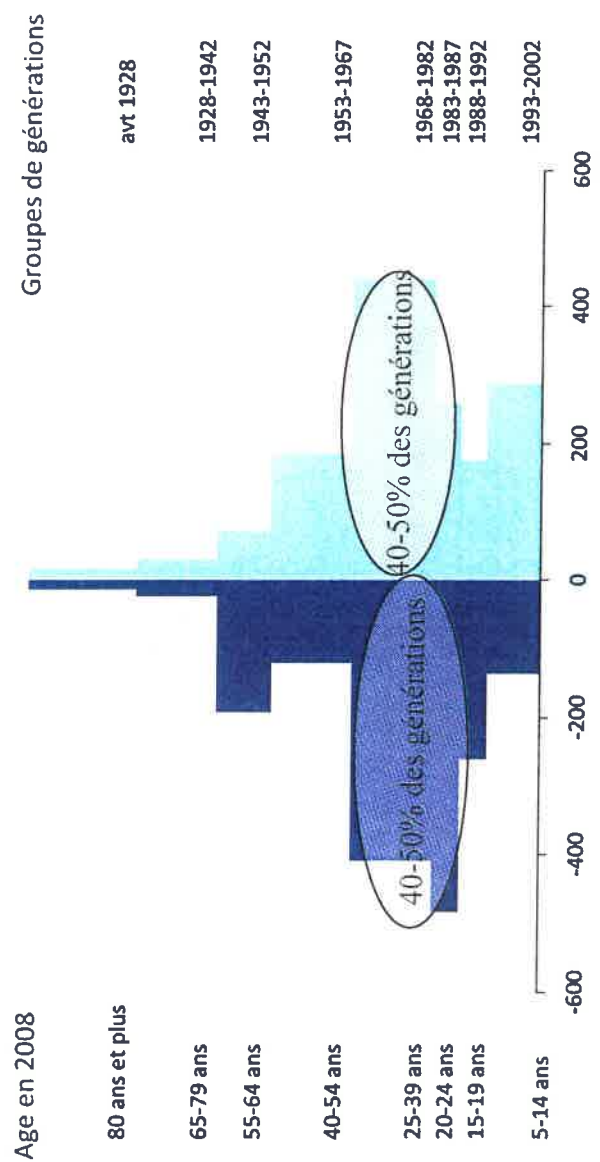 Age en 2008
Groupes de générations
80 ans et plus
avt 1928
65-79 ans
1928-1942
55-64 ans
1943-1952
40-54 ans
1953-1967
25-39 ans
40-50% des générations
40-50% des générations
1968-1982
20-24 ans
1983-1987
15-19 ans
1988-1992
5-14 ans
1993-2002
-600
-400
-200
0
200
400
600